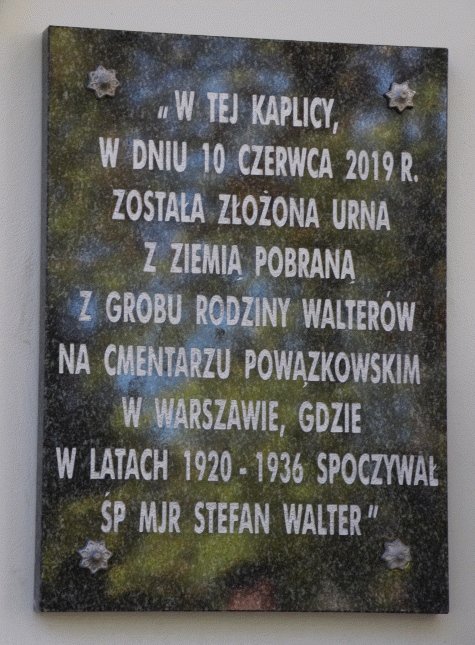 „W TEJ KAPLICY,
W DNIU 10 CZERWCA 2019 R.
ZOSTAŁA ZŁOŻONA URNA
Z ZIEMIĄ POBRANĄ
Z GROBU RODZINY WALTERÓW
NA CMENTARZU POWĄZKOWSKIM
W WARSZAWIE, GDZIE
W LATACH 1920 - 1936 SPOCZYWAŁ
ŚP MJR STEFAN WALTER”